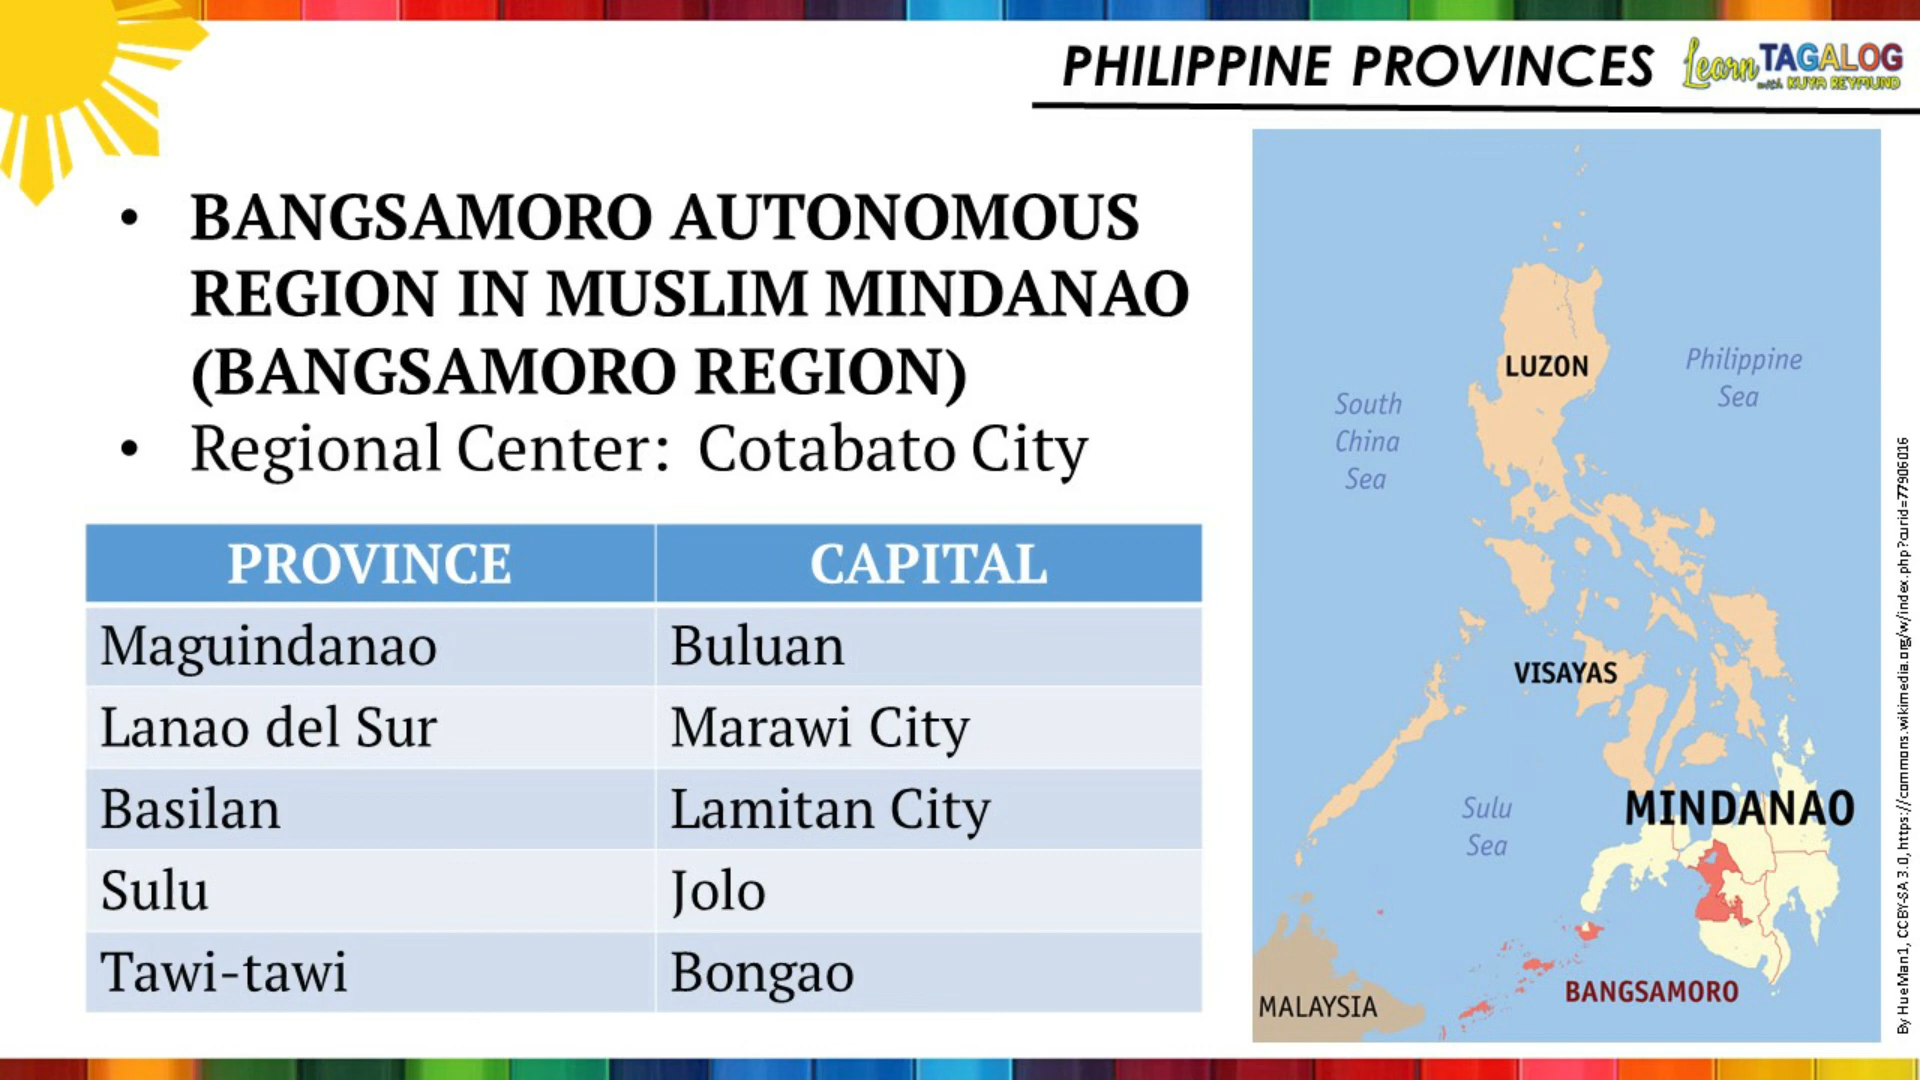 PHILIPPINE PROVINCES
Learn TAGALOG
with KUYA REYMUND
• BANGSAMORO AUTONOMOUS
REGION IN MUSLIM MINDANAO
(BANGSAMORO REGION)
• Regional Center: Cotabato City
PROVINCE CAPITAL
Maguindanao Buluan
Lanao del Sur Marawi City
Basilan Lamitan City
Sulu Jolo
Tawi-tawi Bongao
LUZON
Philippine
Sea
South
China
Sea
VISAYAS
MINDANAO
Sulu
Sea
BANGSAMORO
MALAYSIA
By HueMan1, CC BY-SA 3.0, https://commons.wikimedia.org/w/index.php?curid=77906016